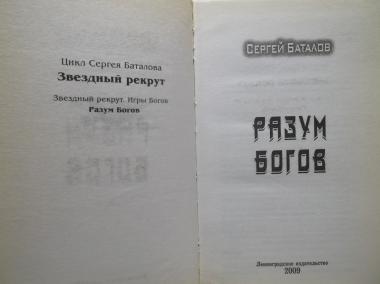 Цикл Сергея Баталова
Звездный рекрут
Звездный рекрут. Игры Богов
Разум Богов
Сергей Баталов
РАЗУМ
БОГОВ
Ленинградское издательство
2009